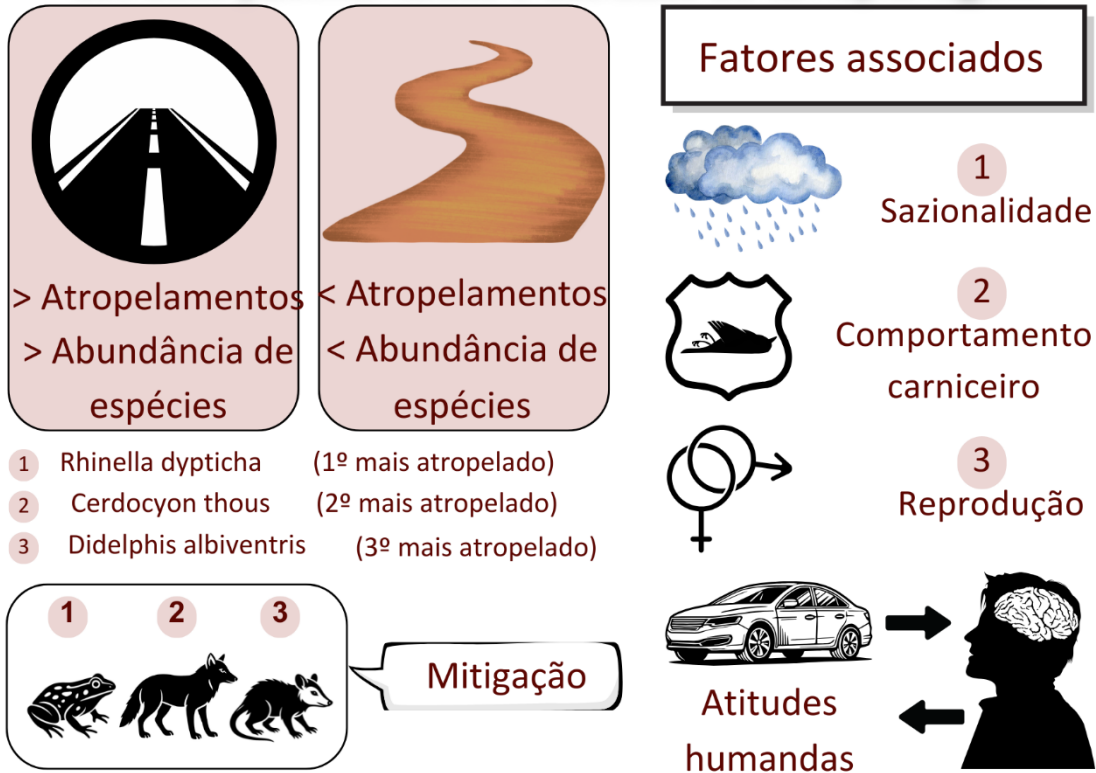 > Atropelamentos
> Abundância de
espécies
< Atropelamentos
< Abundância de
espécies
1 Rhinella dypticha (1º mais atropelado)
2 Cerdocyon thous (2º mais atropelado)
3 Didelphis albiventris (3º mais atropelado)
1 2 3
Mitigação
Fatores associados
1
Sazionalidade
2
Comportamento
carniceiro
3
Reprodução
Atitudes
humandas